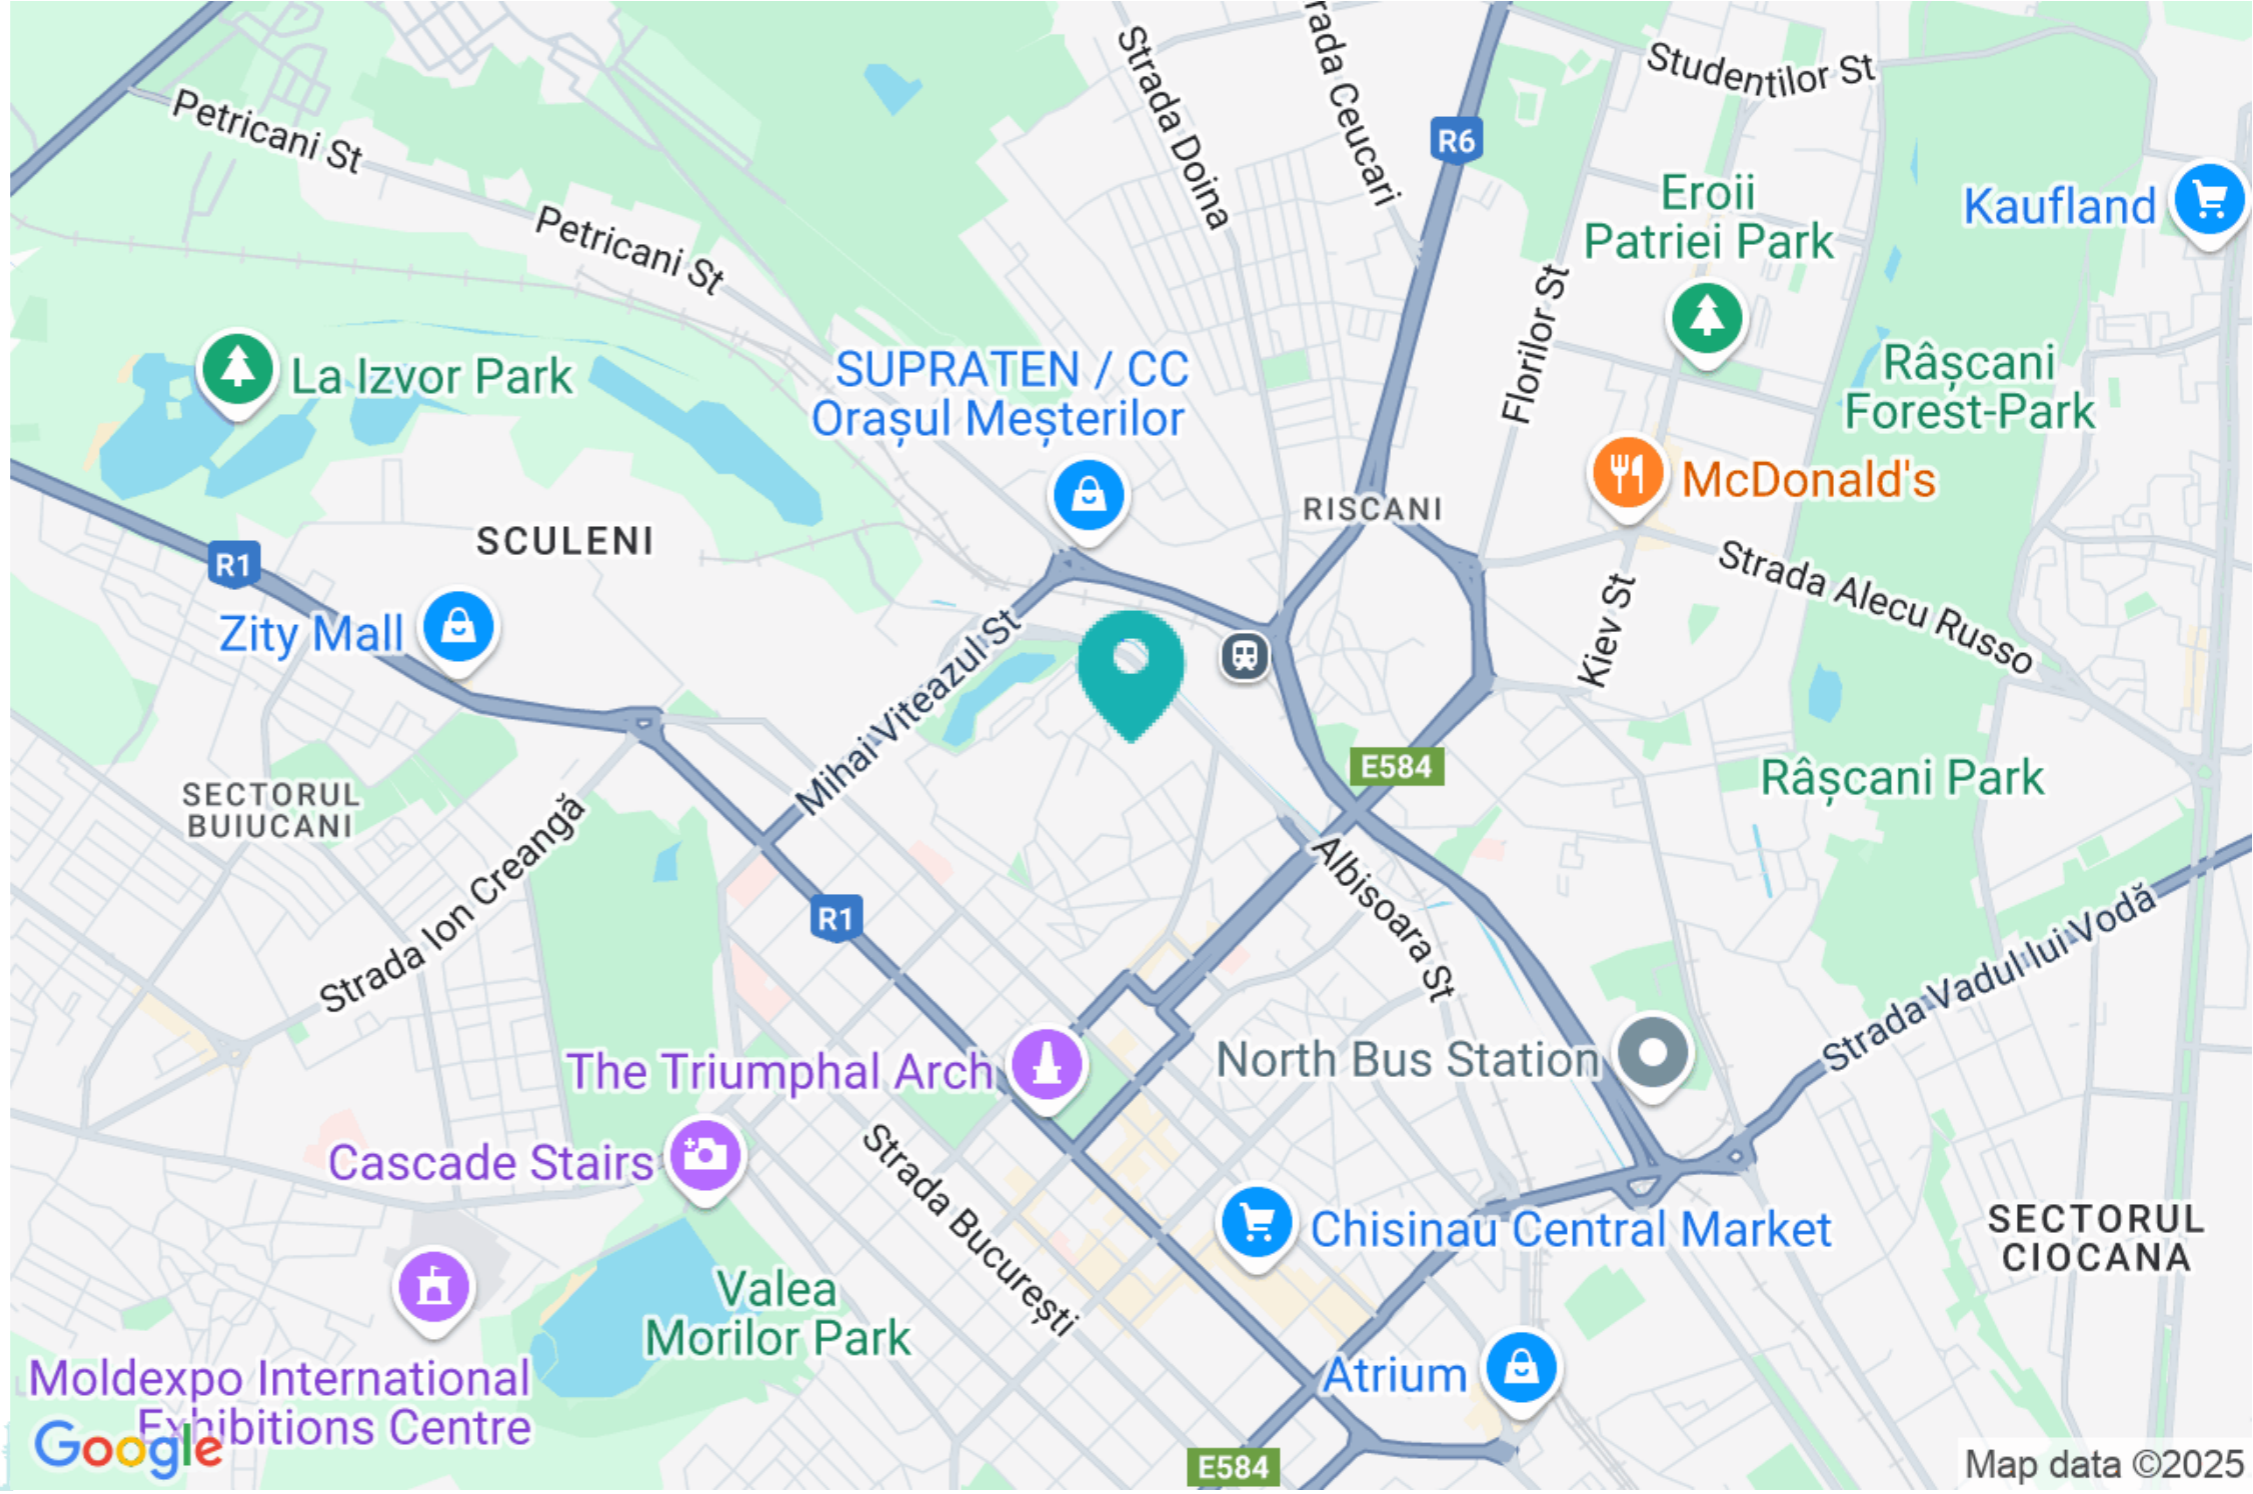 Strada Doina
rada Ceucari
Studentilor St
Petricani St
R6
Eroii
Patriei Park
Kaufland
Petricani St
Florilor St
La Izvor Park
SUPRATEN / CC
Orașul Meșterilor
Râșcani
Forest-Park
McDonald's
RISCANI
SCULENI
R1
Strada Alecu Russo
Zity Mall
Kiev St
Mihai Viteazul St
E584
Râșcani Park
SECTORUL
BUIUCANI
Strada Ion Creangă
R1
Albisoara St
Strada Vadul lui Vodă
The Triumphal Arch
North Bus Station
Cascade Stairs
Strada București
Chisinau Central Market
SECTORUL
CIOCANA
Valea
Morilor Park
Moldexpo International
Exhibitions Centre
Atrium
Google
E584
Map data ©2025